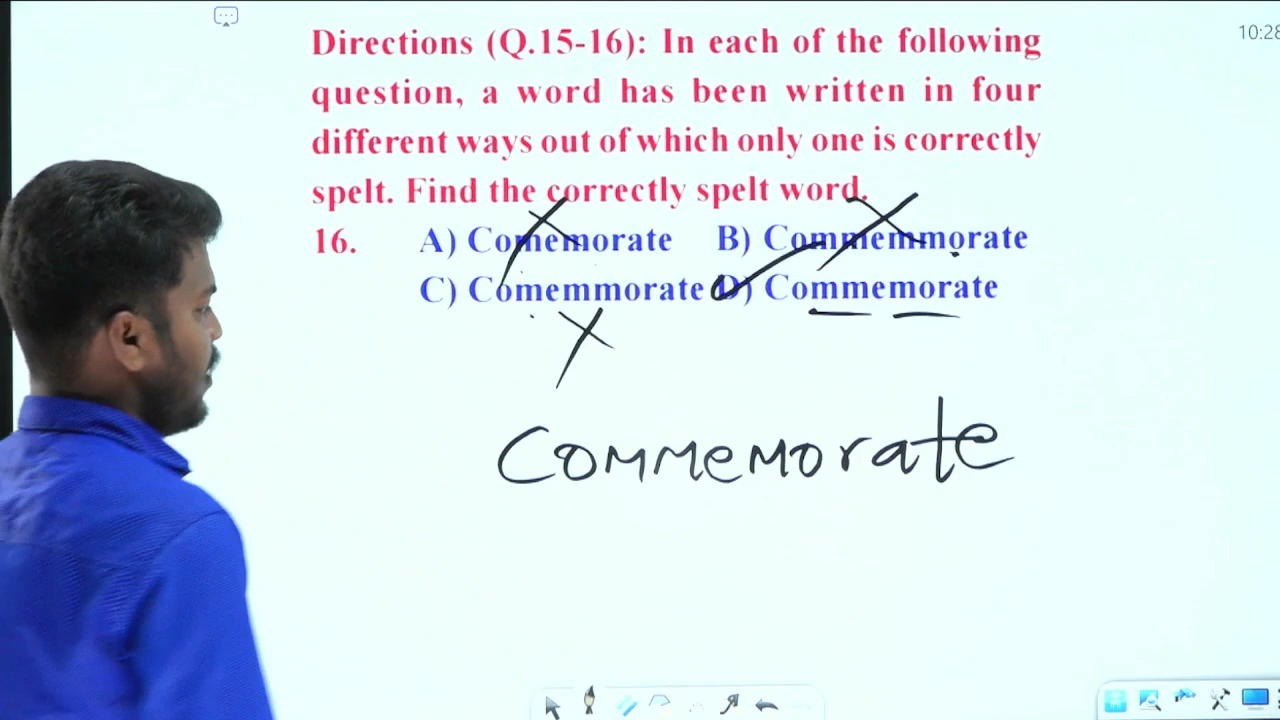 10:28
Directions (Q.15-16): In each of the following
question, a word has been written in four
different ways out of which only one is correctly
spelt. Find the correctly spelt word.
16. A) Comemorate B) Commemmorate
C) Comemmorate D) Commemorate
Commemorate